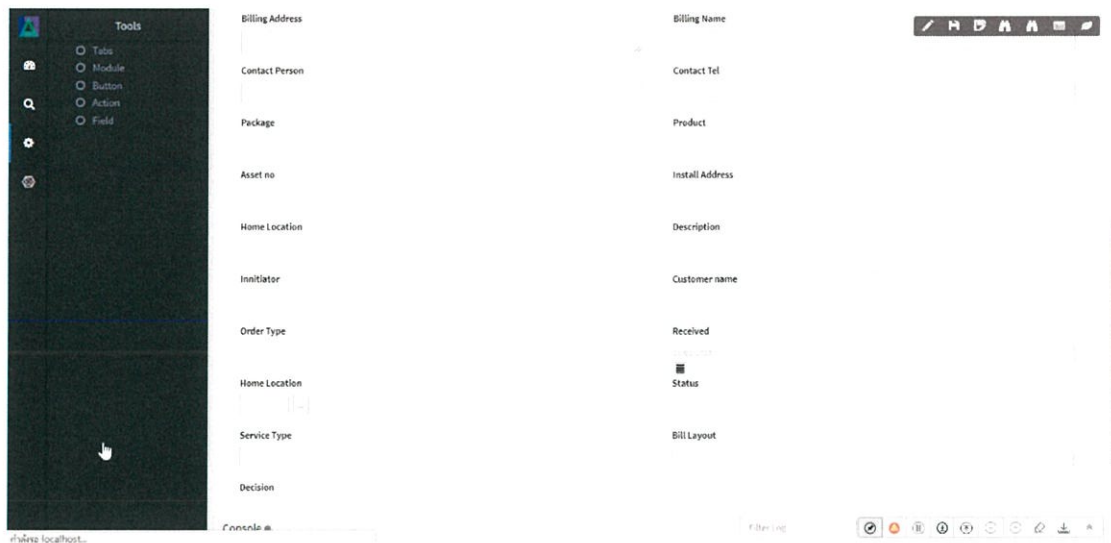 Tools
Tabs
Module
Button
Action
Field
Billing Address
Billing Name
Contact Person
Contact Tel
Package
Product
Asset no
Install Address
Home Location
Description
Innitiator
Customer name
Order Type
Received
Home Location
Status
...
Service Type
Bill Layout
Decision
Console
Filter Log
localhost...